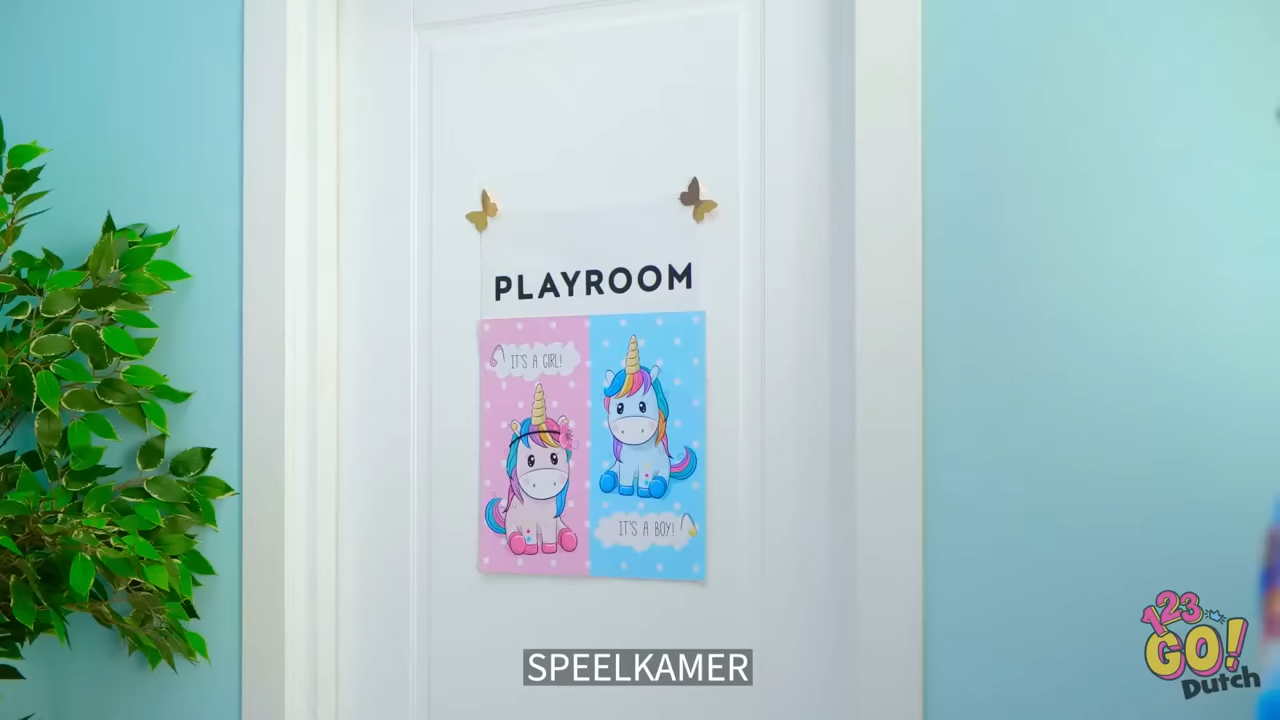 PLAYROOM
IT'S A GIRL!
IT'S A BOY!
SPEELKAMER
123
GO!
Dutch